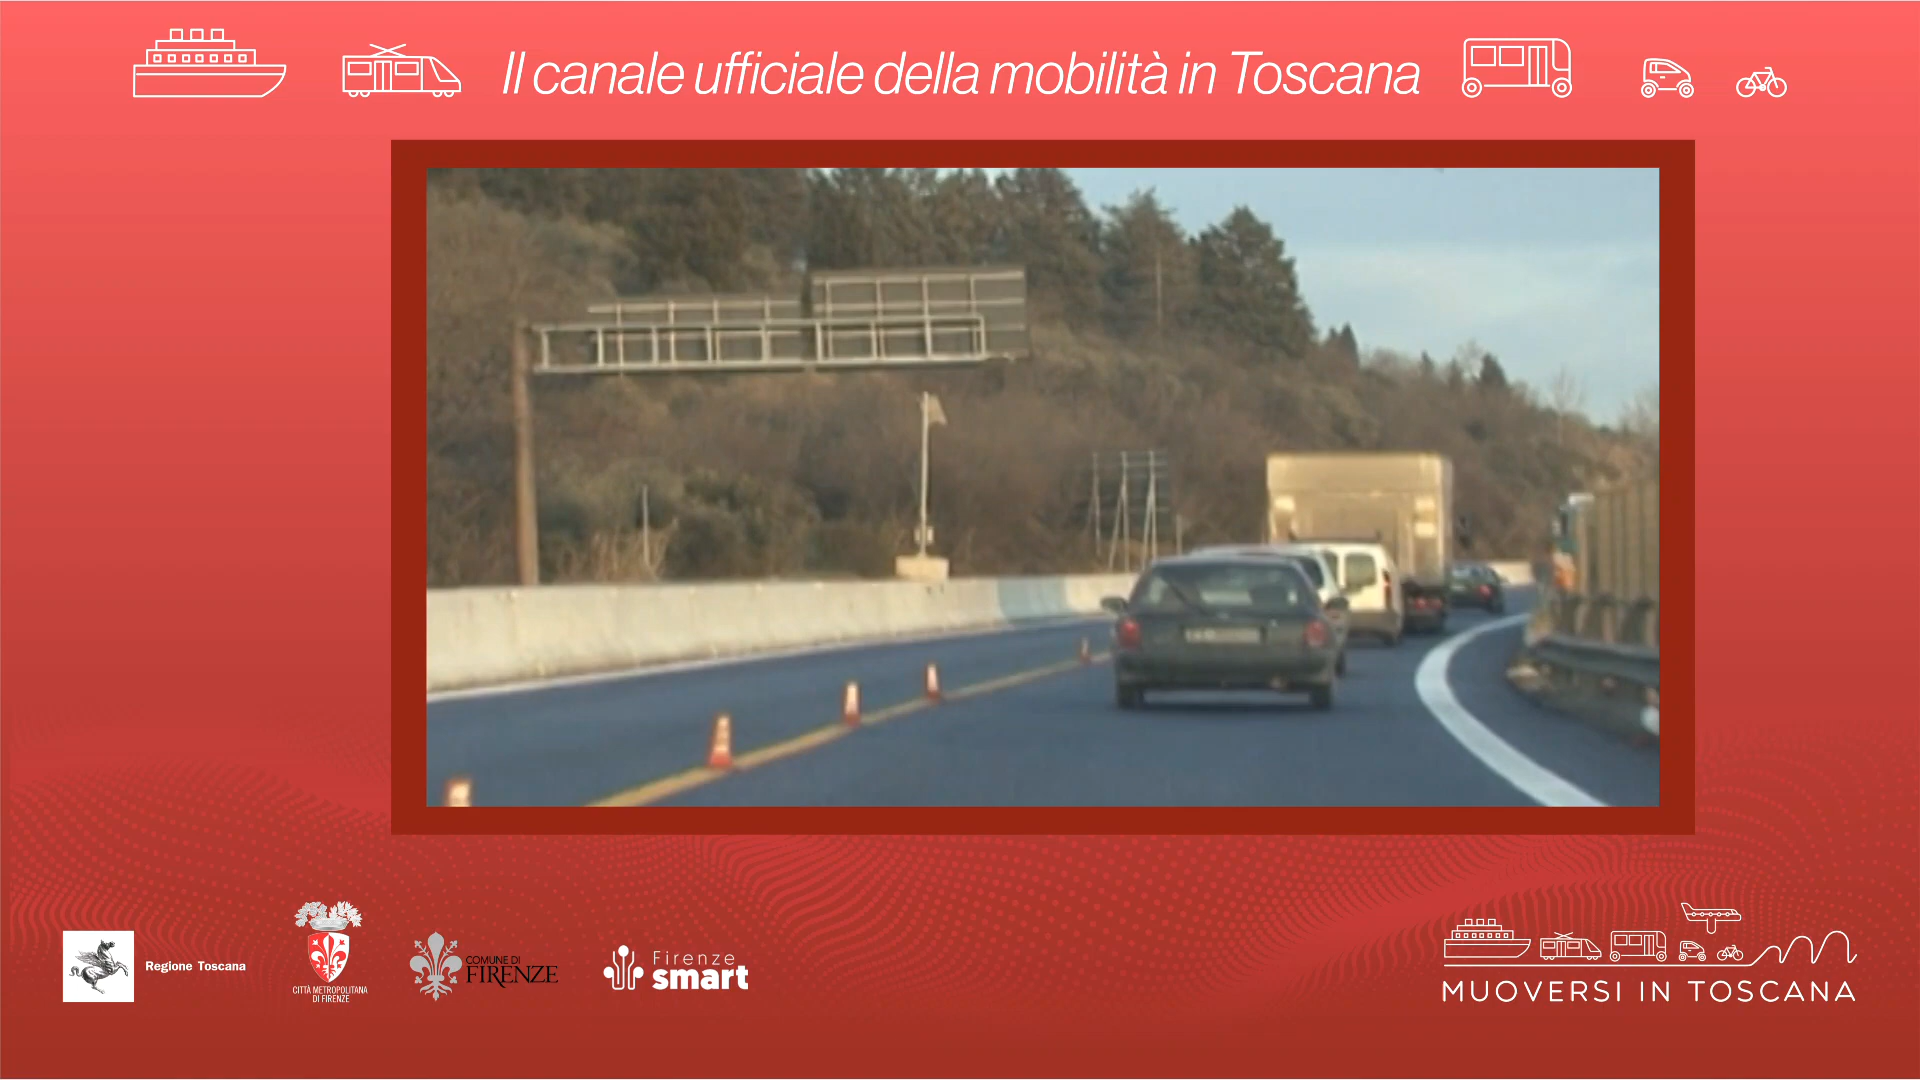 Il canale ufficiale della mobilità in Toscana
Regione Toscana
CITTÀ METROPOLITANA
DI FIRENZE
COMUNE DI
FIRENZE
Firenze
smart
MUOVERSI IN TOSCANA